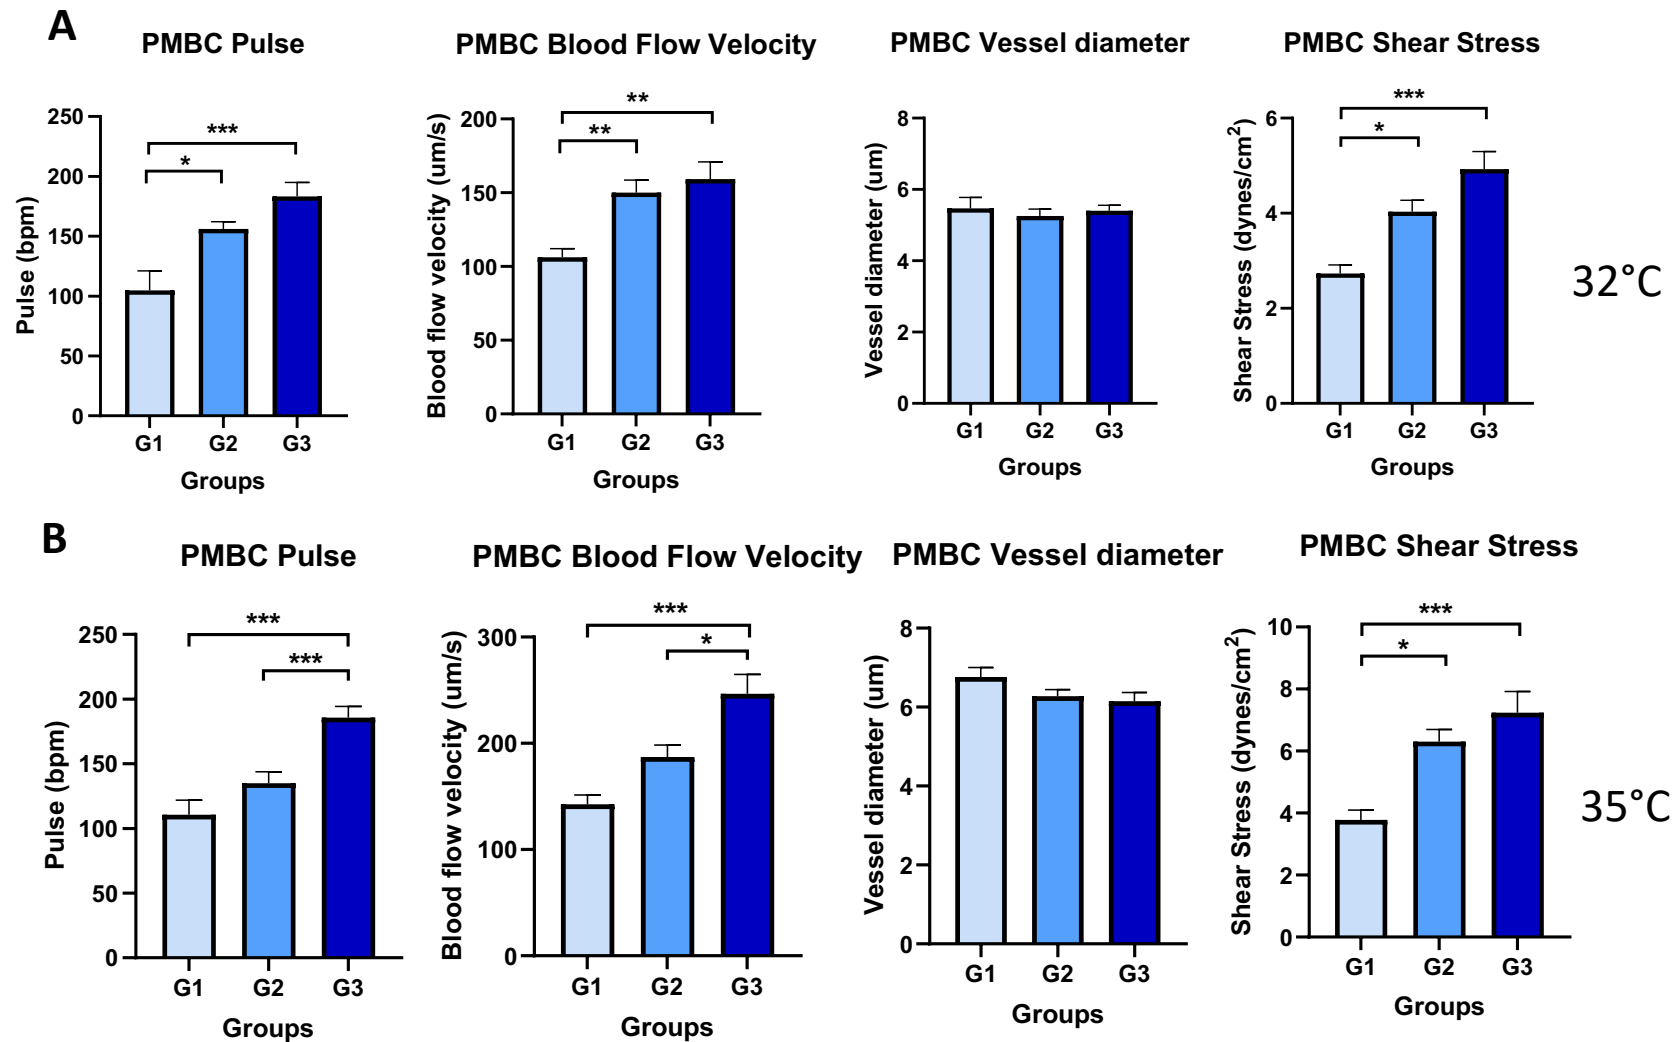 A
PMBC Pulse
PMBC Blood Flow Velocity
PMBC Vessel diameter
PMBC Shear Stress
Pulse (bpm)
250
200
150
100
50
0
***
*
G1 G2 G3
Groups
Blood flow velocity (um/s)
200
150
100
50
0
**
**
G1 G2 G3
Groups
Vessel diameter (um)
8
6
4
2
0
G1 G2 G3
Groups
Shear Stress (dynes/cm²)
6
4
2
0
***
*
G1 G2 G3
Groups
32°C
B
PMBC Pulse
PMBC Blood Flow Velocity
PMBC Vessel diameter
PMBC Shear Stress
Pulse (bpm)
250
200
150
100
50
0
***
***
G1 G2 G3
Groups
Blood flow velocity (um/s)
300
200
100
0
***
*
G1 G2 G3
Groups
Vessel diameter (um)
8
6
4
2
0
G1 G2 G3
Groups
Shear Stress (dynes/cm²)
10
8
6
4
2
0
***
*
G1 G2 G3
Groups
35°C